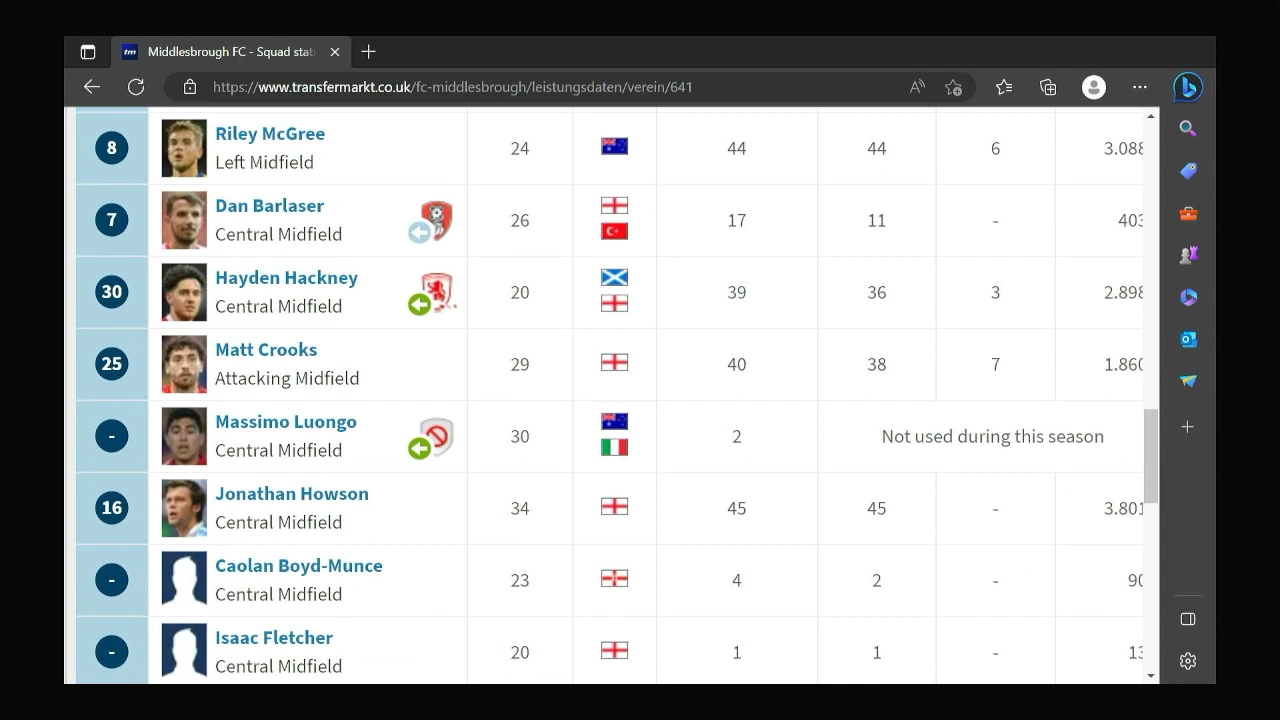 tm Middlesbrough FC - Squad stati
https://www.transfermarkt.co.uk/fc-middlesbrough/leistungsdaten/verein/641
8 Riley McGree 24 44 44 6 3.088
Left Midfield
7 Dan Barlaser 26 17 11 - 403
Central Midfield
30 Hayden Hackney 20 39 36 3 2.898
Central Midfield
25 Matt Crooks 29 40 38 7 1.860
Attacking Midfield
- Massimo Luongo 30 2 Not used during this season
Central Midfield
16 Jonathan Howson 34 45 45 - 3.801
Central Midfield
- Caolan Boyd-Munce 23 4 2 - 90
Central Midfield
- Isaac Fletcher 20 1 1 - 13
Central Midfield